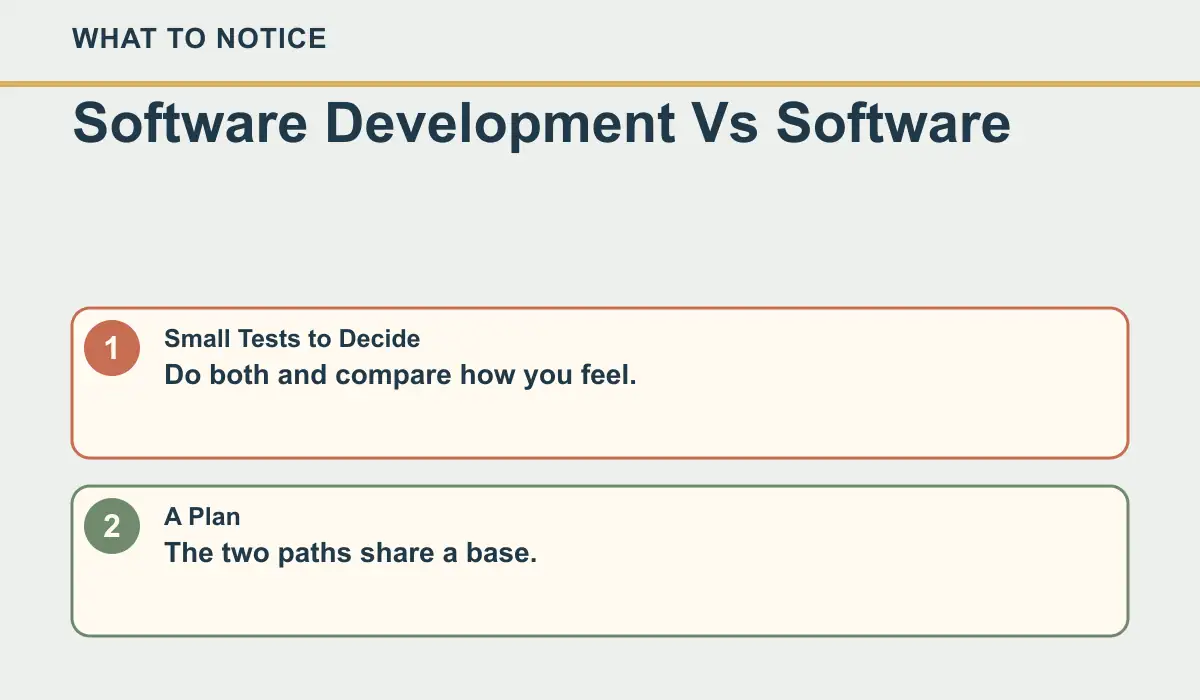 WHAT TO NOTICE
Software Development Vs Software
1
Small Tests to Decide
Do both and compare how you feel.
2
A Plan
The two paths share a base.